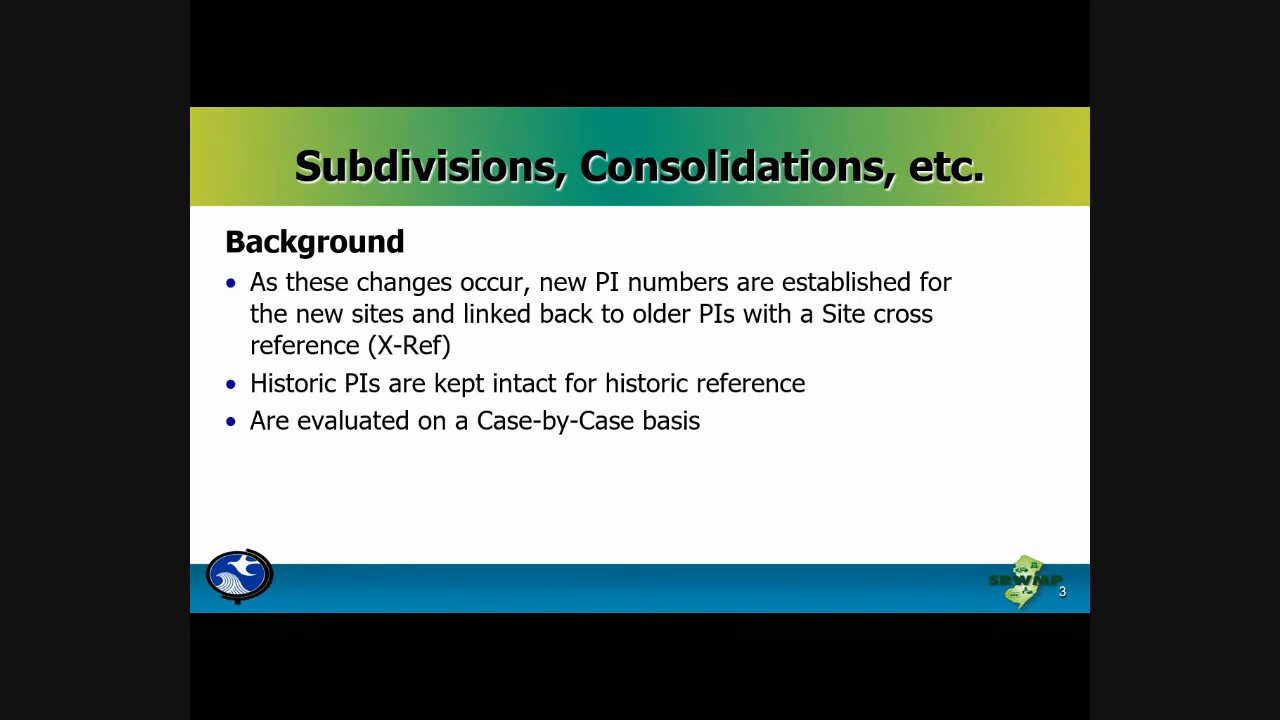 Subdivisions, Consolidations, etc.
Background
• As these changes occur, new PI numbers are established for
the new sites and linked back to older PIs with a Site cross
reference (X-Ref)
• Historic PIs are kept intact for historic reference
• Are evaluated on a Case-by-Case basis
SRWMP
3